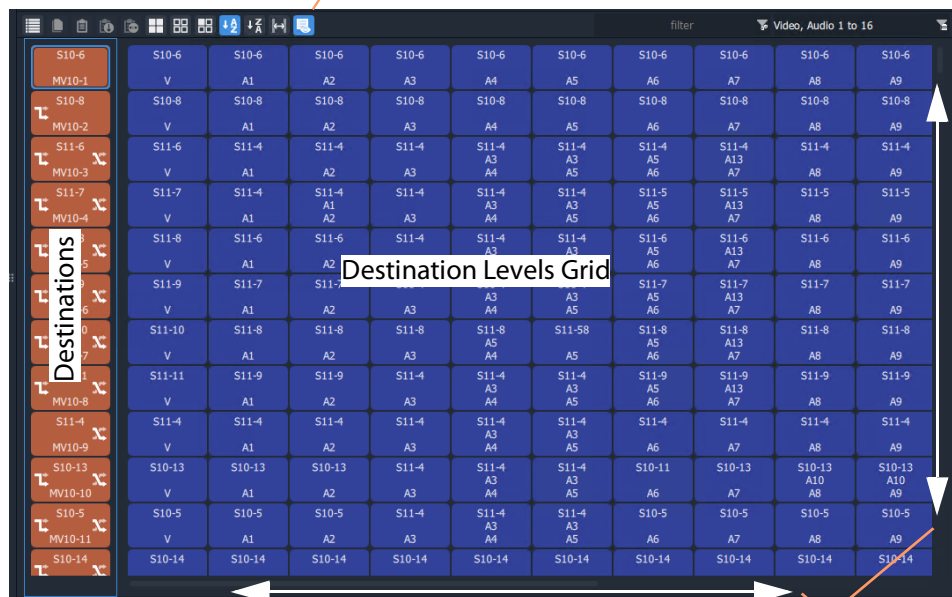 filter Video, Audio 1 to 16
S10-6 S10-6 S10-6 S10-6 S10-6 S10-6 S10-6 S10-6 S10-6 S10-6 S10-6
MV10-1 V A1 A2 A3 A4 A5 A6 A7 A8 A9
S10-8 S10-8 S10-8 S10-8 S10-8 S10-8 S10-8 S10-8 S10-8 S10-8 S10-8
MV10-2 V A1 A2 A3 A4 A5 A6 A7 A8 A9
S11-6 S11-6 S11-4 S11-4 S11-4 S11-4 S11-4 S11-4 S11-4 S11-4 S11-4
A3 A3 A5 A13
MV10-3 V A1 A2 A3 A4 A5 A6 A7 A8 A9
S11-7 S11-7 S11-4 S11-4 S11-4 S11-4 S11-4 S11-5 S11-5 S11-5 S11-5
A1 A3 A3 A5 A13
MV10-4 V A1 A2 A3 A4 A5 A6 A7 A8 A9
Destinations
S11-8 S11-6 S11-6 S11-4 S11-4 S11-4 S11-6 S11-6 S11-6 S11-6
A3 A3 A5 A13
V A1 A2 A6 A7 A8 A9
Destination Levels Grid
S11-9 S11-7 S11-7 S11-7 S11-7 S11-7
A3 A3 A5 A13
V A1 A2 A3 A4 A5 A6 A7 A8 A9
S11-10 S11-8 S11-8 S11-8 S11-8 S11-58 S11-8 S11-8 S11-8 S11-8
A5 A5 A13
V A1 A2 A3 A4 A5 A6 A7 A8 A9
S11-11 S11-9 S11-9 S11-4 S11-4 S11-4 S11-9 S11-9 S11-9 S11-9
A3 A3 A5 A13
MV10-8 V A1 A2 A3 A4 A5 A6 A7 A8 A9
S11-4 S11-4 S11-4 S11-4 S11-4 S11-4 S11-4 S11-4 S11-4 S11-4 S11-4
A3 A3
MV10-9 V A1 A2 A3 A4 A5 A6 A7 A8 A9
S10-13 S10-13 S10-13 S10-13 S11-4 S11-4 S11-4 S10-11 S10-13 S10-13 S10-13
A3 A3 A10 A10
MV10-10 V A1 A2 A3 A4 A5 A6 A7 A8 A9
S10-5 S10-5 S10-5 S10-5 S11-4 S11-4 S11-4 S10-5 S10-5 S10-5 S10-5
A3 A3
MV10-11 V A1 A2 A3 A4 A5 A6 A7 A8 A9
S10-14 S10-14 S10-14 S10-14 S10-14 S10-14 S10-14 S10-14 S10-14 S10-14 S10-14